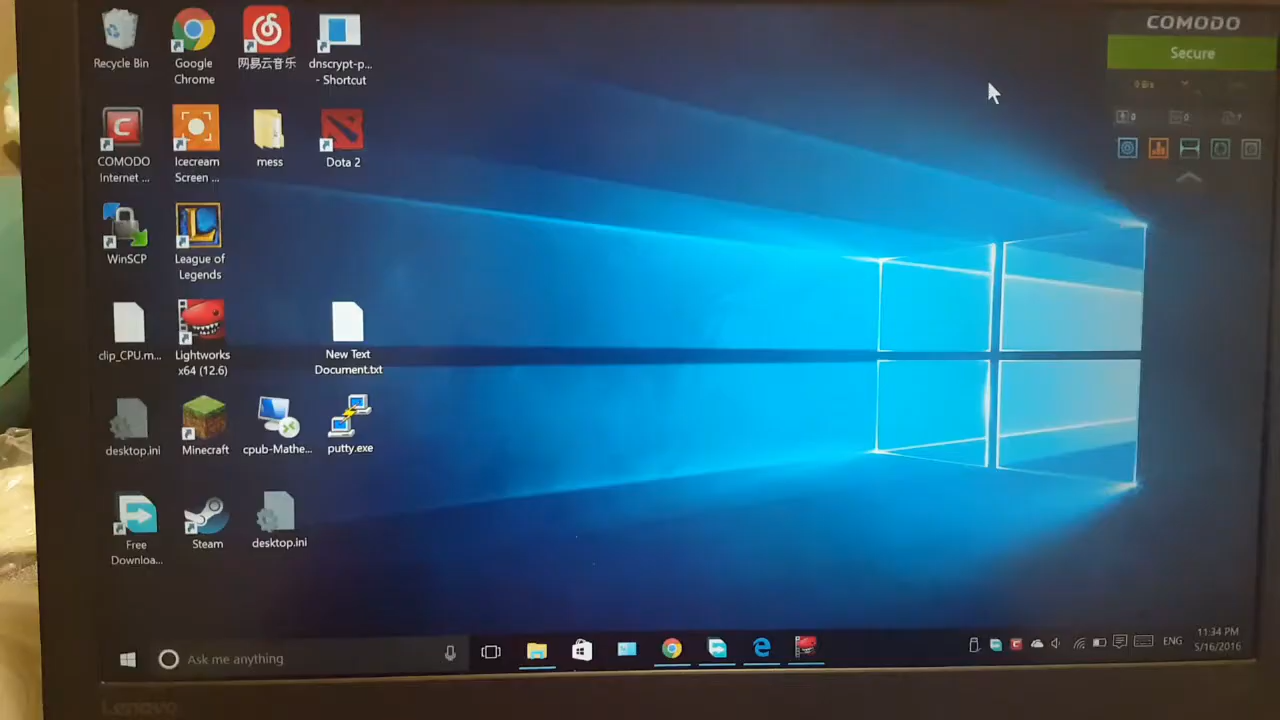 COMODO
Secure
Recycle Bin
Google
Chrome
网易云音乐
dnscrypt-p...
- Shortcut
COMODO
Internet ...
Icecream
Screen ...
mess
Dota 2
WinSCP
League of
Legends
clip_CPU.m...
Lightworks
x64 (12.6)
New Text
Document.txt
desktop.ini
Minecraft
cpub-Mathe...
putty.exe
Free
Downloa...
Steam
desktop.ini
Ask me anything
ENG
11:34 PM
5/16/2016
Lenovo